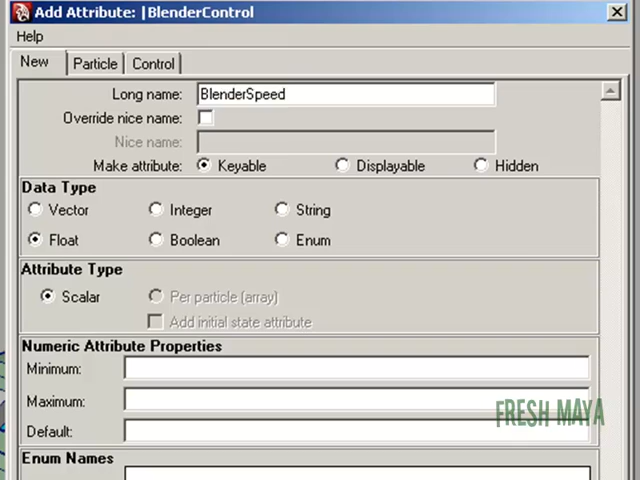 Add Attribute: |BlenderControl
Help
New Particle Control
Long name: BlenderSpeed
Override nice name:
Nice name:
Make attribute: Keyable Displayable Hidden
Data Type
Vector Integer String
Float Boolean Enum
Attribute Type
Scalar Per particle (array)
Add initial state attribute
Numeric Attribute Properties
Minimum:
Maximum:
FRESH MAYA
Default:
Enum Names